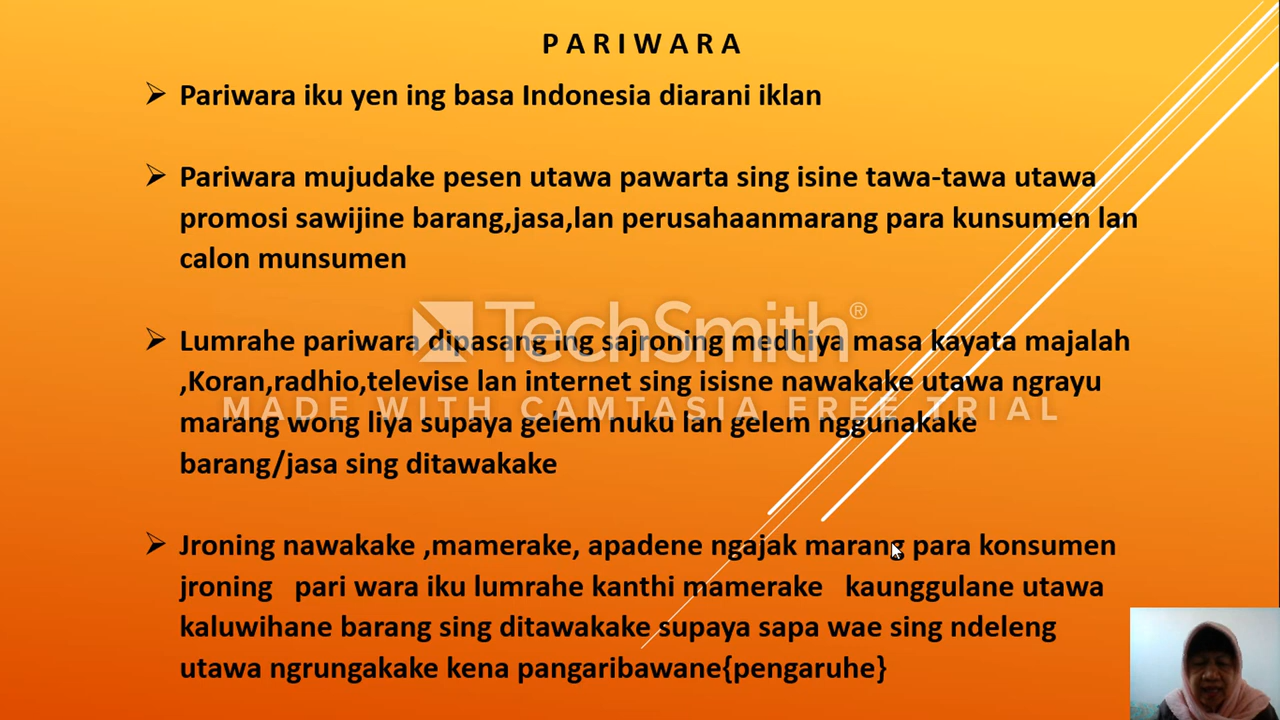 PARIWARA
➢ Pariwara iku yen ing basa Indonesia diarani iklan
➢ Pariwara mujudake pesen utawa pawarta sing isine tawa-tawa utawa
promosi sawijine barang,jasa,lan perusahaanmarang para kunsumen lan
calon munsumen
TechSmith®
➢ Lumrahe pariwara dipasang ing sajroning medhiya masa kayata majalah
,Koran,radhio,televise lan internet sing isisne nawakake utawa ngrayu
MADE WITH CAMTASIA FREE TRIAL
marang wong liya supaya gelem nuku lan gelem nggunakake
barang/jasa sing ditawakake
➢ Jroning nawakake ,mamerake, apadene ngajak marang para konsumen
jroning pari wara iku lumrahe kanthi mamerake kaunggulane utawa
kaluwihane barang sing ditawakake supaya sapa wae sing ndeleng
utawa ngrungakake kena pangaribawane{pengaruhe}